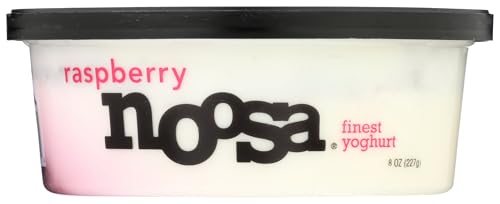 raspberry
noosa®
finest
yoghurt
8 OZ (227g)